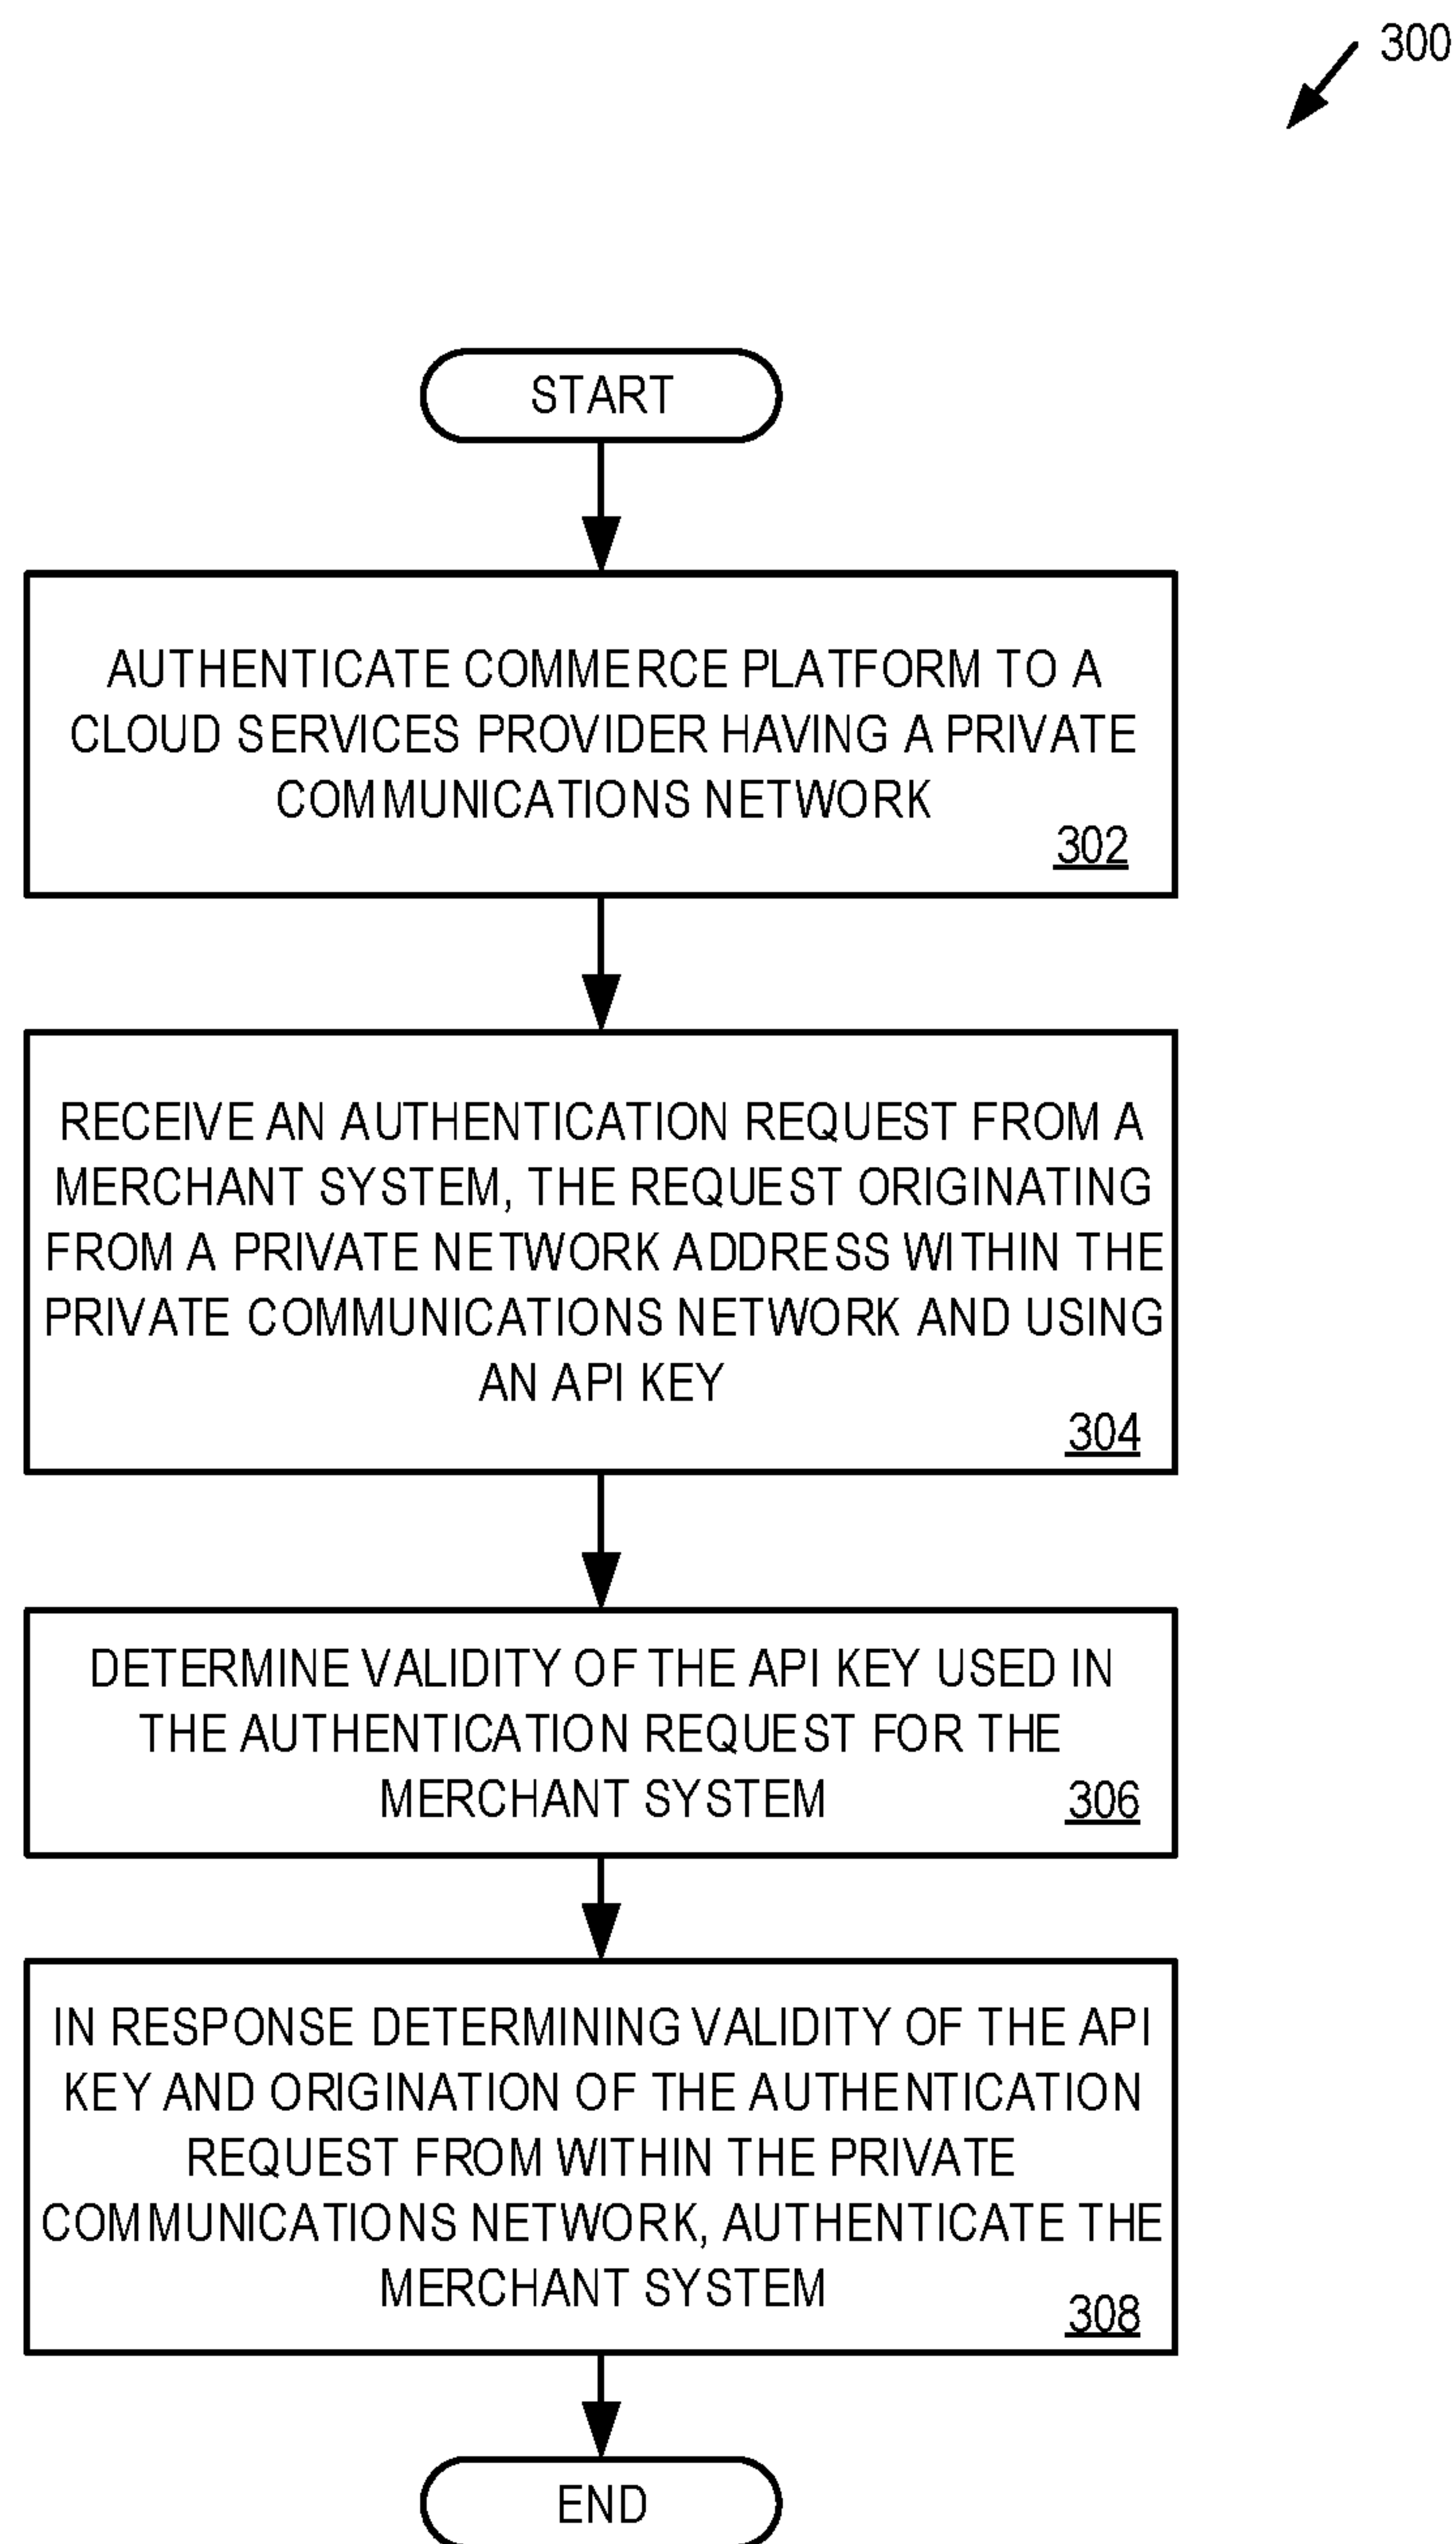 300
START
AUTHENTICATE COMMERCE PLATFORM TO A
CLOUD SERVICES PROVIDER HAVING A PRIVATE
COMMUNICATIONS NETWORK
302
RECEIVE AN AUTHENTICATION REQUEST FROM A
MERCHANT SYSTEM, THE REQUEST ORIGINATING
FROM A PRIVATE NETWORK ADDRESS WITHIN THE
PRIVATE COMMUNICATIONS NETWORK AND USING
AN API KEY
304
DETERMINE VALIDITY OF THE API KEY USED IN
THE AUTHENTICATION REQUEST FOR THE
MERCHANT SYSTEM
306
IN RESPONSE DETERMINING VALIDITY OF THE API
KEY AND ORIGINATION OF THE AUTHENTICATION
REQUEST FROM WITHIN THE PRIVATE
COMMUNICATIONS NETWORK, AUTHENTICATE THE
MERCHANT SYSTEM
308
END